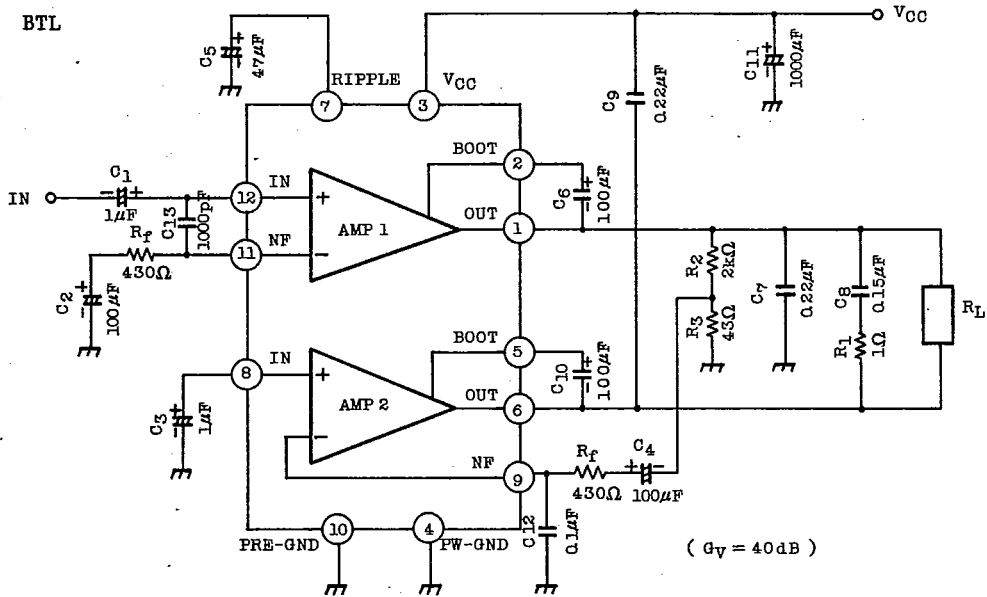 BTL
C5
47μF
RIPPLE
7
VCC
3
C9
0.22μF
C11
1000μF
VCC
IN
C1
1μF
C13
1000pF
12
IN
11
NF
Rf
430Ω
C2
100μF
AMP 1
BOOT
2
OUT
1
C6
100μF
R2
2kΩ
R3
43Ω
C7
0.22μF
C8
0.15μF
R1
1Ω
RL
8
IN
C3
1μF
AMP 2
BOOT
5
OUT
6
C10
100μF
NF
9
Rf
430Ω
C4
100μF
C12
0.1μF
10
PRE-GND
4
PW-GND
( GV = 40dB )